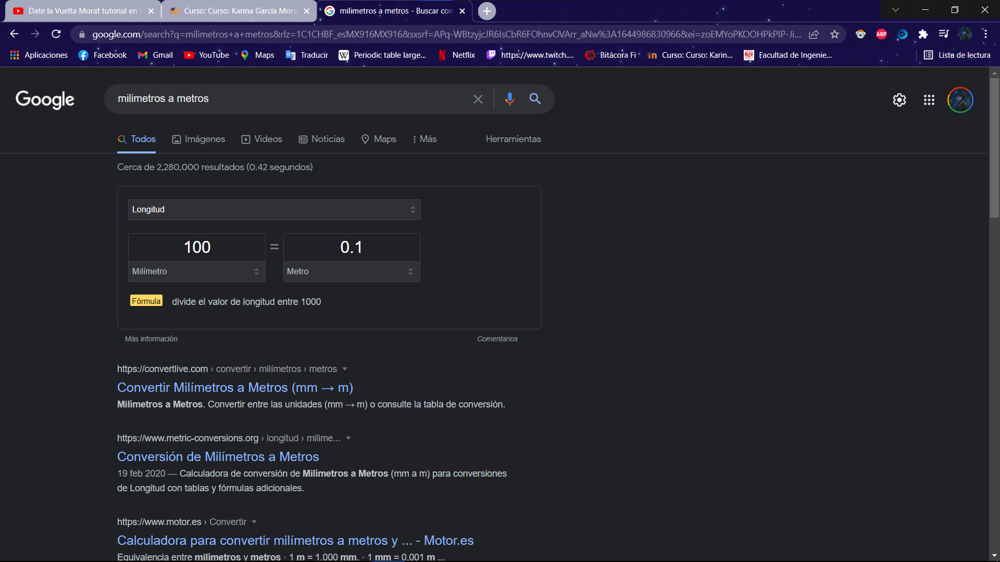 Date la Vuelta Morat tutorial en
Curso: Curso: Karina García Mora
milimetros a metros - Buscar con
google.com/search?q=milimetros+a+metros&rlz=1C1CHBF_esMX916MX916&sxsrf=APq-WBtzyjcJR6IsCbR6FOhnvOVArr_aNw%3A1644986830966&ei=zoEMYoPKOOHPkPIP-Ji...
ABP
Aplicaciones Facebook Gmail YouTube Maps Traducir Periodic table large... Netflix https://www.twitch.... Bitácora Fi Curso: Curso: Karin... Facultad de Ingenie... Lista de lectura
Google
milimetros a metros
Todos Imágenes Videos Noticias Maps Más Herramientas
Cerca de 2,280,000 resultados (0.42 segundos)
Longitud
100 = 0.1
Milímetro Metro
Fórmula divide el valor de longitud entre 1000
Más información Comentarios
https://convertlive.com › convertir › milímetros › metros
Convertir Milímetros a Metros (mm → m)
Milímetros a Metros. Convertir entre las unidades (mm → m) o consulte la tabla de conversión.
https://www.metric-conversions.org › longitud › milime...
Conversión de Milímetros a Metros
19 feb 2020 — Calculadora de conversión de Milímetros a Metros (mm a m) para conversiones
de Longitud con tablas y fórmulas adicionales.
https://www.motor.es › Convertir
Calculadora para convertir milímetros a metros y ... - Motor.es
Equivalencia entre milímetros y metros · 1 m = 1.000 mm. · 1 mm = 0,001 m ...